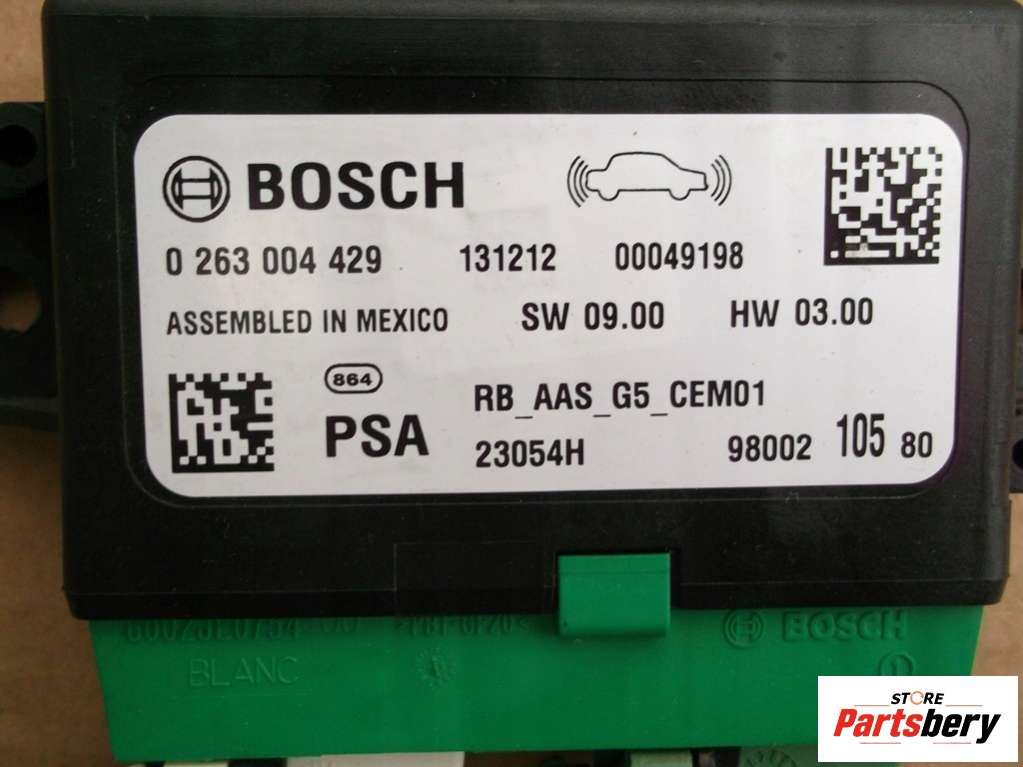 BOSCH
0 263 004 429 131212 00049198
ASSEMBLED IN MEXICO SW 09.00 HW 03.00
864
PSA
RB_AAS_G5_CEM01
23054H 98002 105 80
BOSCH
BLANC
STORE
Partsbery